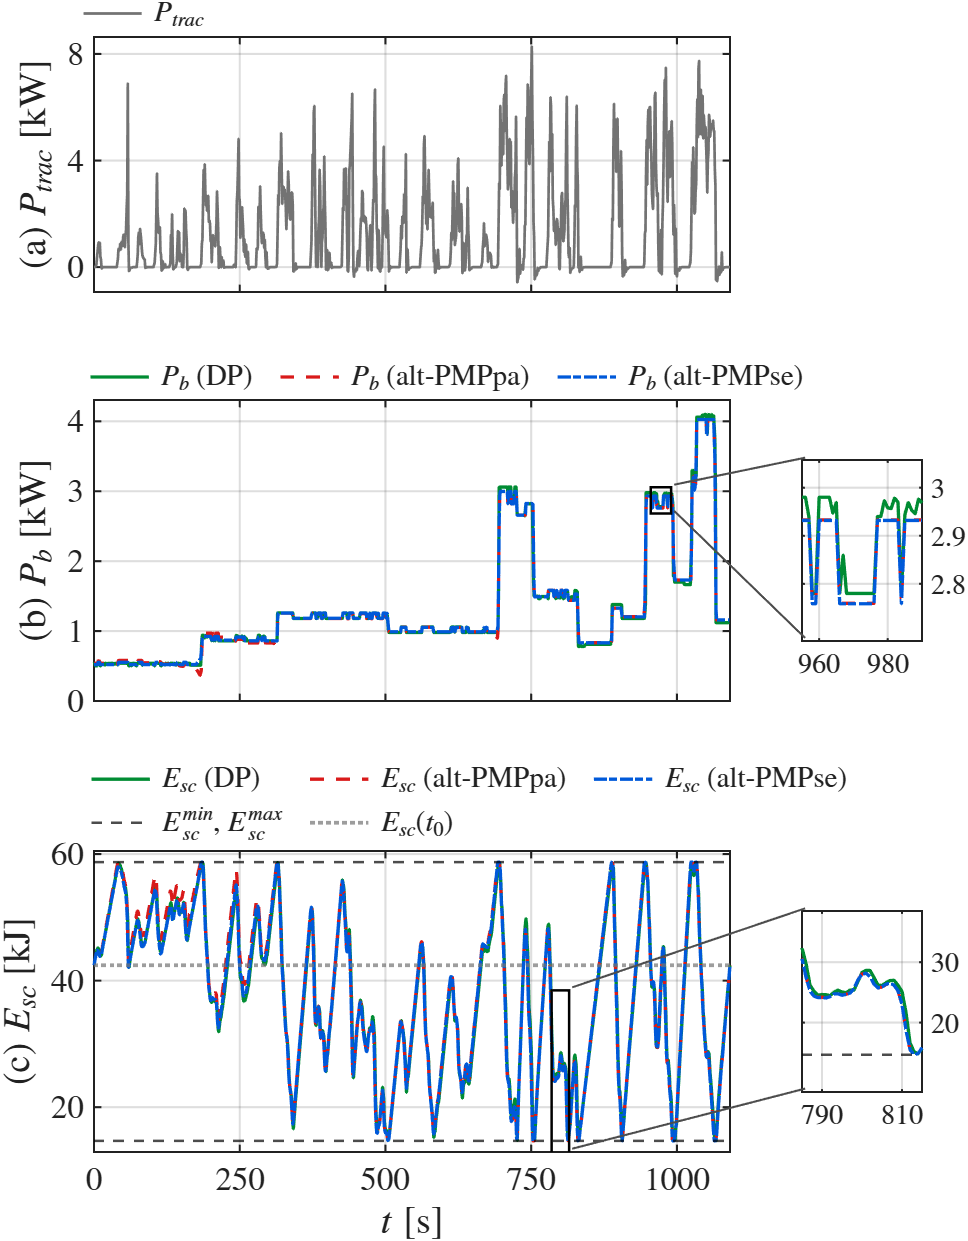 P_trac
(a) P_trac [kW]
8
4
0
P_b (DP) P_b (alt-PMPpa) P_b (alt-PMPse)
(b) P_b [kW]
4
3
2
1
0
3
2.9
2.8
960 980
E_sc (DP) E_sc (alt-PMPpa) E_sc (alt-PMPse)
E_sc^min, E_sc^max E_sc(t_0)
(c) E_sc [kJ]
60
40
20
30
20
790 810
0 250 500 750 1000
t [s]